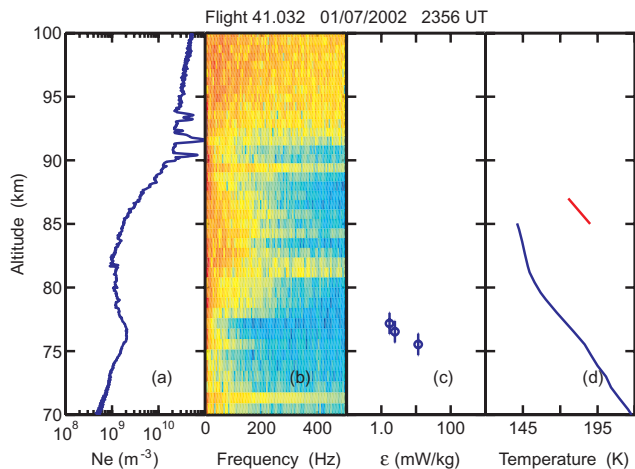 Flight 41.032 01/07/2002 2356 UT
100
95
90
85
80
75
70
Altitude (km)
(a) (b) (c) (d)
10^8 10^9 10^10 0 200 400 1.0 100 145 195
Ne (m^-3) Frequency (Hz) ε (mW/kg) Temperature (K)